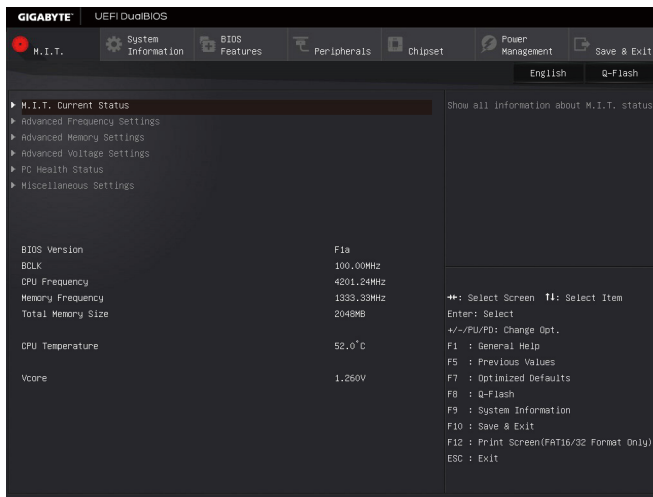 GIGABYTE™ UEFI DualBIOS
M.I.T.
System Information
BIOS Features
Peripherals
Chipset
Power Management
Save & Exit
English Q-Flash
M.I.T. Current Status
Advanced Frequency Settings
Advanced Memory Settings
Advanced Voltage Settings
PC Health Status
Miscellaneous Settings
Show all information about M.I.T. status
BIOS Version F1a
BCLK 100.00MHz
CPU Frequency 4201.24MHz
Memory Frequency 1333.33MHz
Total Memory Size 2048MB
CPU Temperature 52.0°C
Vcore 1.260V
→←: Select Screen ↑↓: Select Item
Enter: Select
+/-/PU/PD: Change Opt.
F1 : General Help
F5 : Previous Values
F7 : Optimized Defaults
F8 : Q-Flash
F9 : System Information
F10 : Save & Exit
F12 : Print Screen(FAT16/32 Format Only)
ESC : Exit